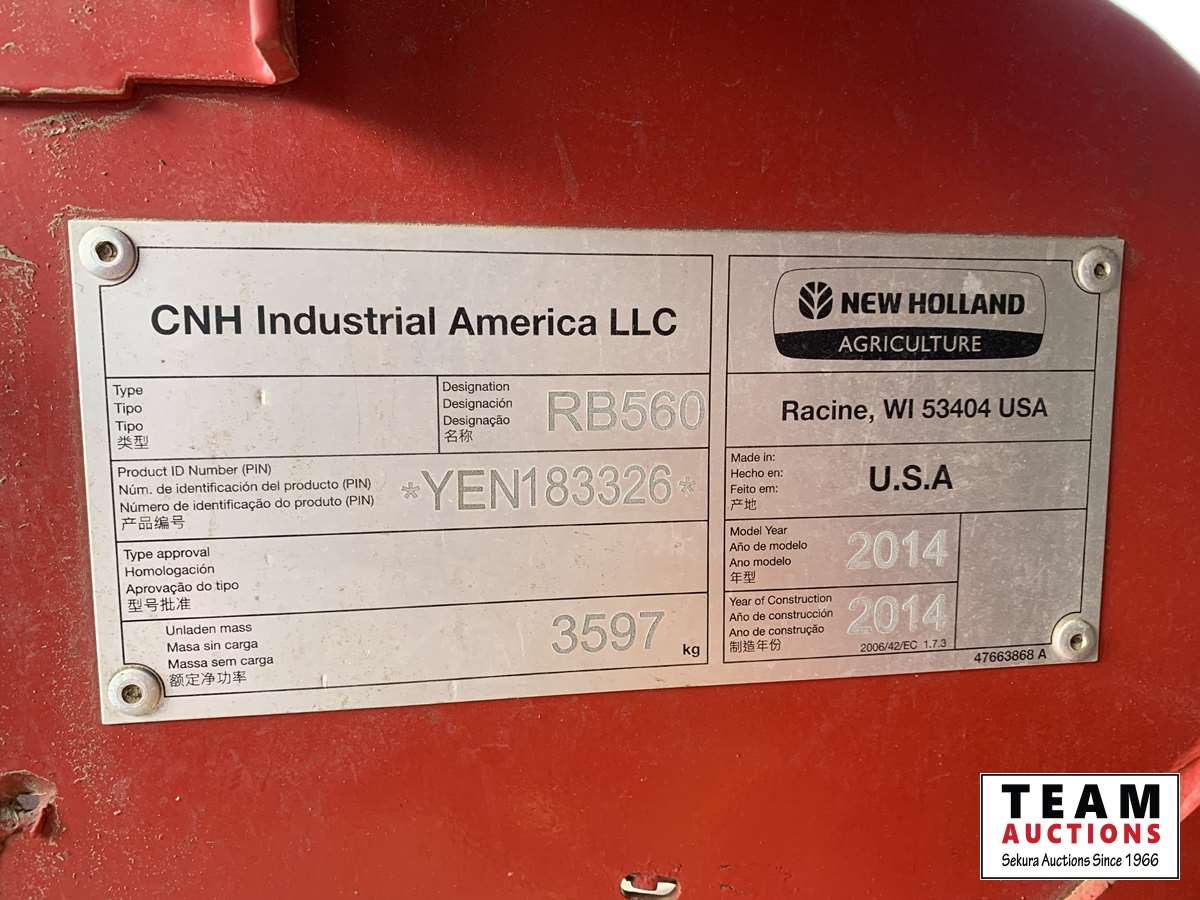 CNH Industrial America LLC
Type
Tipo
Tipo
类型
Designation
Designación
Designação
名称
RB560
Product ID Number (PIN)
Núm. de identificación del producto (PIN)
Número de identificação do produto (PIN)
产品编号
*YEN183326*
Type approval
Homologación
Aprovação do tipo
型号批准
Unladen mass
Masa sin carga
Massa sem carga
额定净功率
3597 kg
NEW HOLLAND
AGRICULTURE
Racine, WI 53404 USA
Made in:
Hecho en:
Feito em:
产地
U.S.A
Model Year
Año de modelo
Ano modelo
年型
2014
Year of Construction
Año de construcción
Ano de construção
制造年份
2014
2006/42/EC 1.7.3
47663868 A
TEAM
AUCTIONS
Sekura Auctions Since 1966